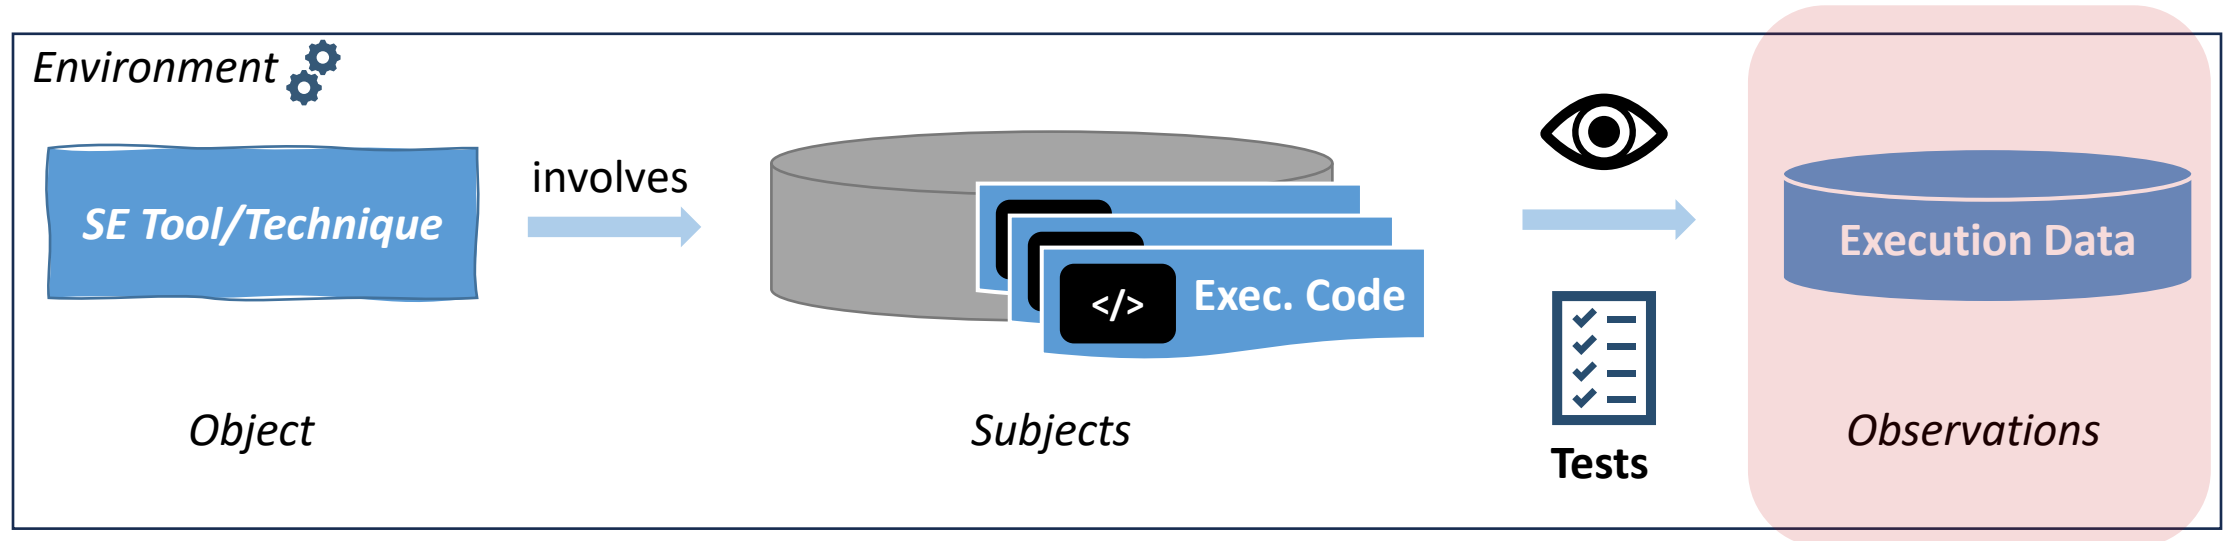 Environment
SE Tool/Technique
involves
</>
Exec. Code
Execution Data
Object
Subjects
Tests
Observations